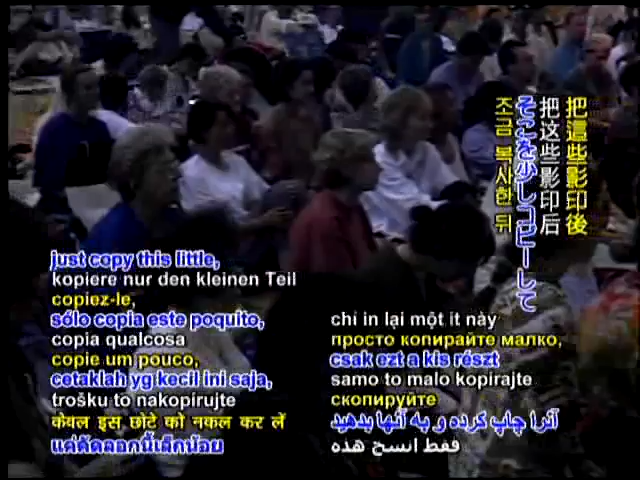 把這些影印後
把这些影印后
そこを少しコピーして
조금 복사한 뒤
just copy this little,
kopiere nur den kleinen Teil
copiez-le,
sólo copia este poquito,
copia qualcosa
copie um pouco,
cetaklah yg kecil ini saja,
trošku to nakopírujte
केवल इस छोटे को नकल कर लें
แค่คัดลอกนี้เล็กน้อย
chỉ in lại một ít này
просто копирайте малко,
csak ezt a kis részt
samo to malo kopirajte
скопируйте
آنرا چاپ کرده و به آنها بدهید
فقط انسخ هذه